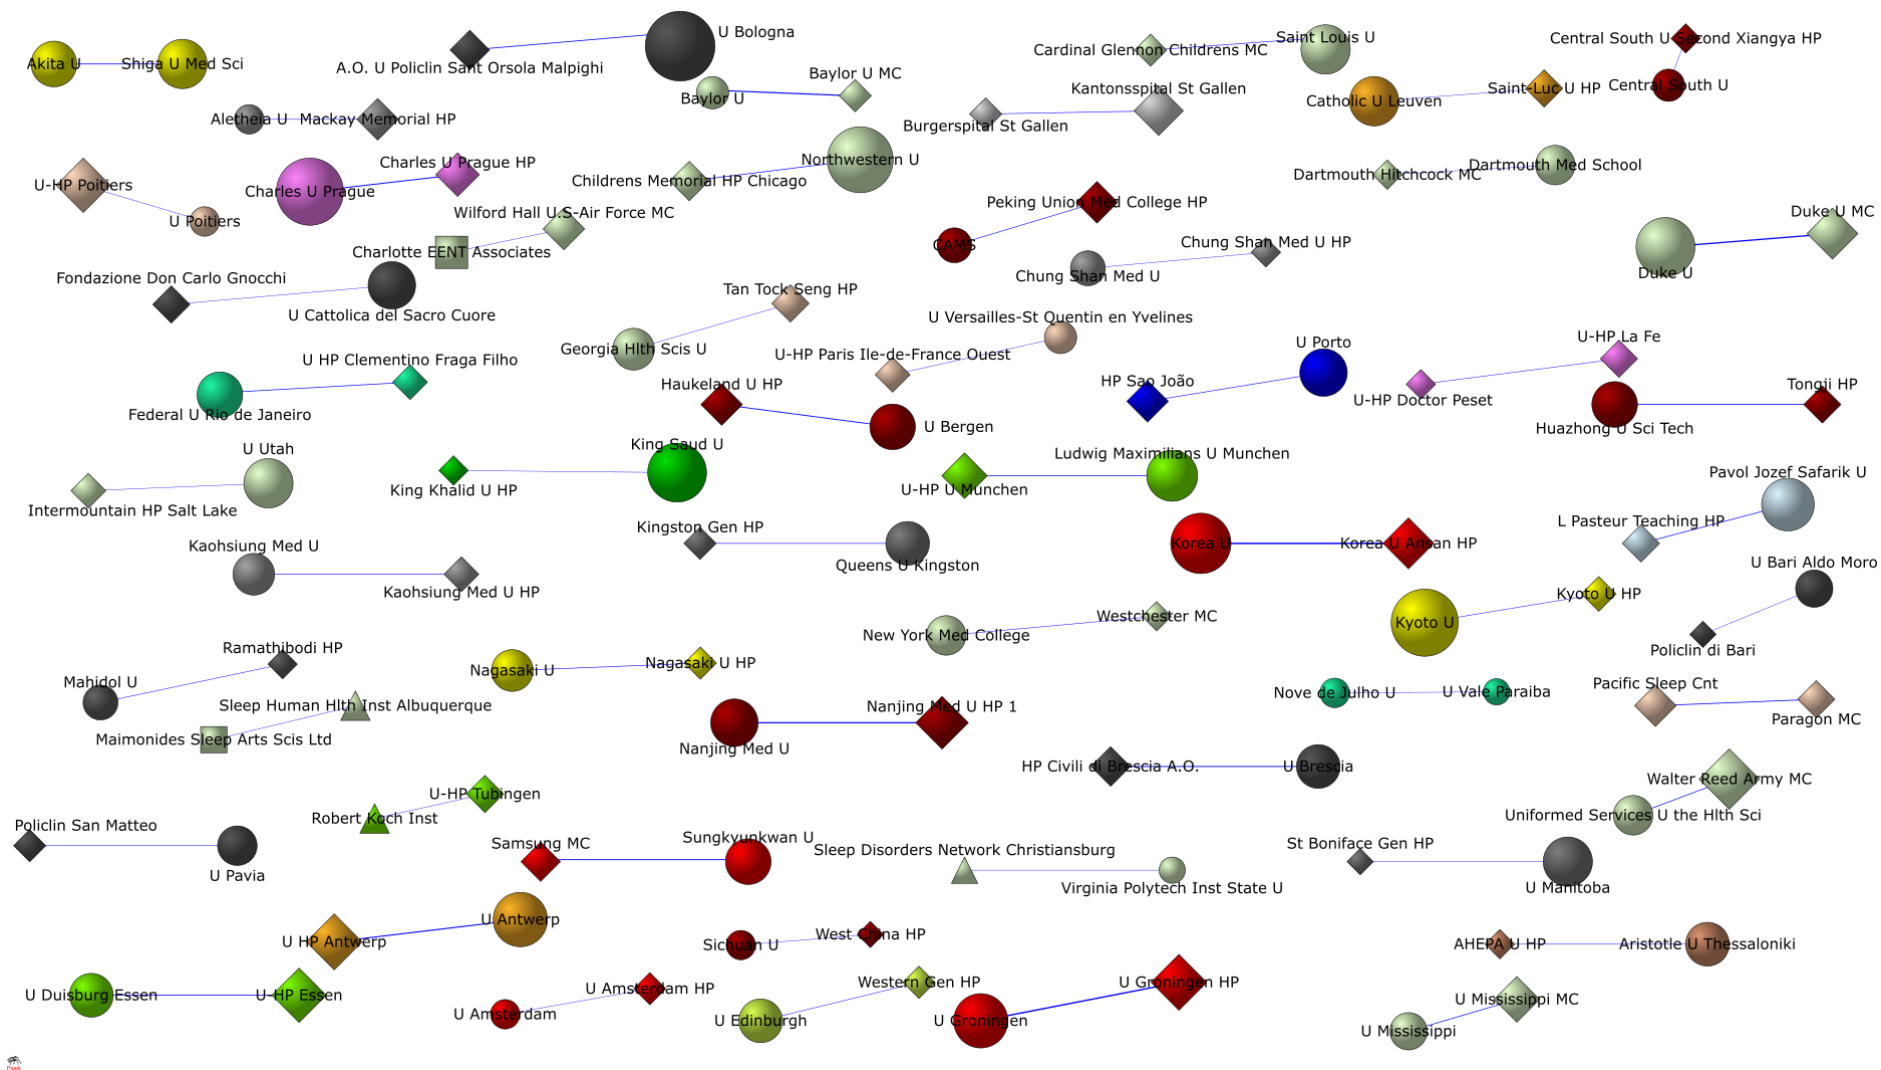 U Bologna
Central South U Second Xiangya HP
Saint Louis U
Cardinal Glennon Childrens MC
Akita U
Shiga U Med Sci
A.O. U Policlin Sant Orsola Malpighi
Baylor U MC
Baylor U
Kantonsspital St Gallen
Saint-Luc U HP
Central South U
Catholic U Leuven
Aletheia U
Mackay Memorial HP
Burgerspital St Gallen
Charles U Prague HP
Northwestern U
Dartmouth Med School
Dartmouth Hitchcock MC
U-HP Poitiers
Charles U Prague
Childrens Memorial HP Chicago
Peking Union Med College HP
Wilford Hall U-S-Air Force MC
Duke U MC
U Poitiers
CAMS
Chung Shan Med U HP
Charlotte EENT Associates
Fondazione Don Carlo Gnocchi
Chung Shan Med U
Duke U
Tan Tock Seng HP
U Cattolica del Sacro Cuore
U Versailles-St Quentin en Yvelines
U-HP La Fe
Georgia Hlth Scis U
U-HP Paris Ile-de-France Ouest
U Porto
U HP Clementino Fraga Filho
Haukeland U HP
HP Sao João
Tongji HP
U-HP Doctor Peset
Federal U Rio de Janeiro
U Bergen
Huazhong U Sci Tech
U Utah
King Saud U
Ludwig Maximilians U Munchen
Pavol Jozef Safarik U
King Khalid U HP
U-HP U Munchen
Intermountain HP Salt Lake
L Pasteur Teaching HP
Kingston Gen HP
Kaohsiung Med U
Korea U
Korea U Ansan HP
Queens U Kingston
U Bari Aldo Moro
Kaohsiung Med U HP
Kyoto U HP
Westchester MC
Kyoto U
New York Med College
Ramathibodi HP
Policlin di Bari
Nagasaki U
Nagasaki U HP
Mahidol U
Pacific Sleep Cnt
Nove de Julho U
U Vale Paraiba
Sleep Human Hlth Inst Albuquerque
Nanjing Med U HP 1
Paragon MC
Maimonides Sleep Arts Scis Ltd
Nanjing Med U
HP Civili di Brescia A.O.
U Brescia
Walter Reed Army MC
U-HP Tubingen
Robert Koch Inst
Uniformed Services U the Hlth Sci
Policlin San Matteo
Samsung MC
Sungkyunkwan U
Sleep Disorders Network Christiansburg
St Boniface Gen HP
U Pavia
Virginia Polytech Inst State U
U Manitoba
U Antwerp
U HP Antwerp
Sichuan U
West China HP
AHEPA U HP
Aristotle U Thessaloniki
U Duisburg Essen
U-HP Essen
U Amsterdam HP
Western Gen HP
U Groningen HP
U Mississippi MC
U Amsterdam
U Edinburgh
U Groningen
U Mississippi
Pajek